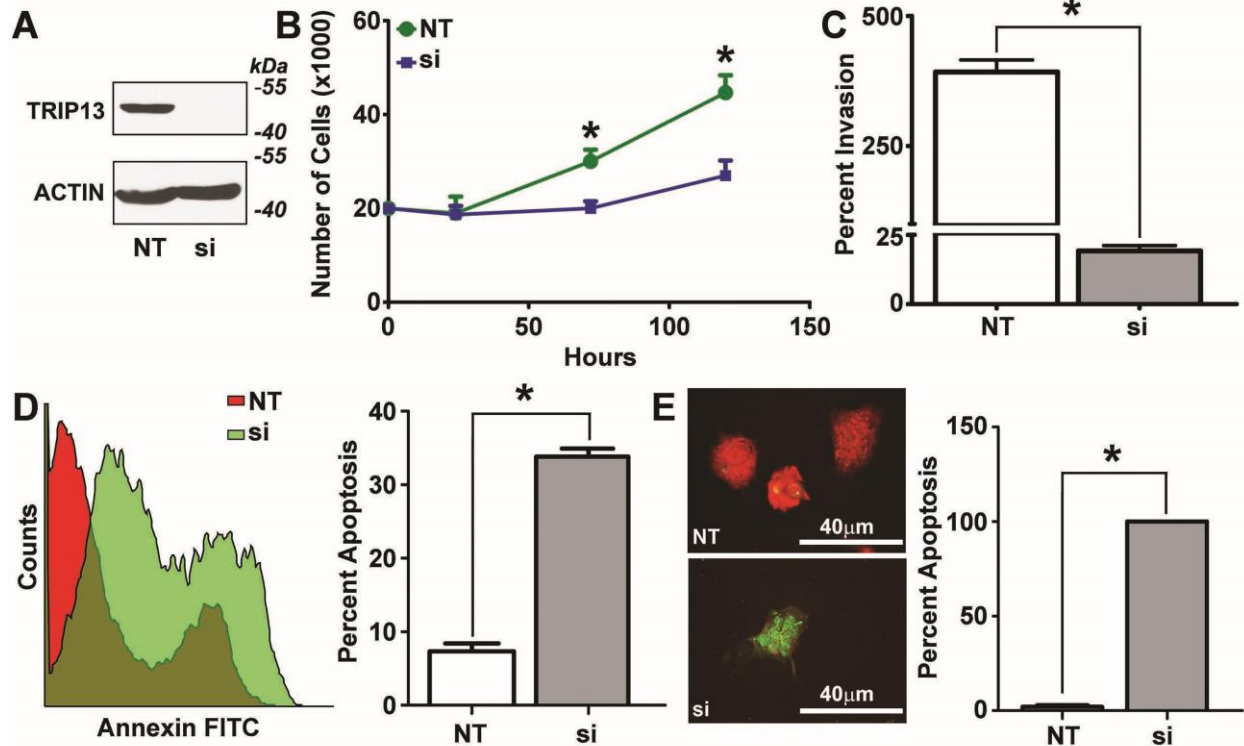 A
kDa
TRIP13
-55
-40
ACTIN
-55
-40
NT si
B
NT
si
Number of Cells (x1000)
60
40
20
0
* *
0 50 100 150
Hours
C
Percent Invasion
500
250
25
0
*
NT si
D
NT
si
Counts
Annexin FITC
Percent Apoptosis
40
30
20
10
0
*
NT si
E
NT
40μm
si
40μm
Percent Apoptosis
150
100
50
0
*
NT si